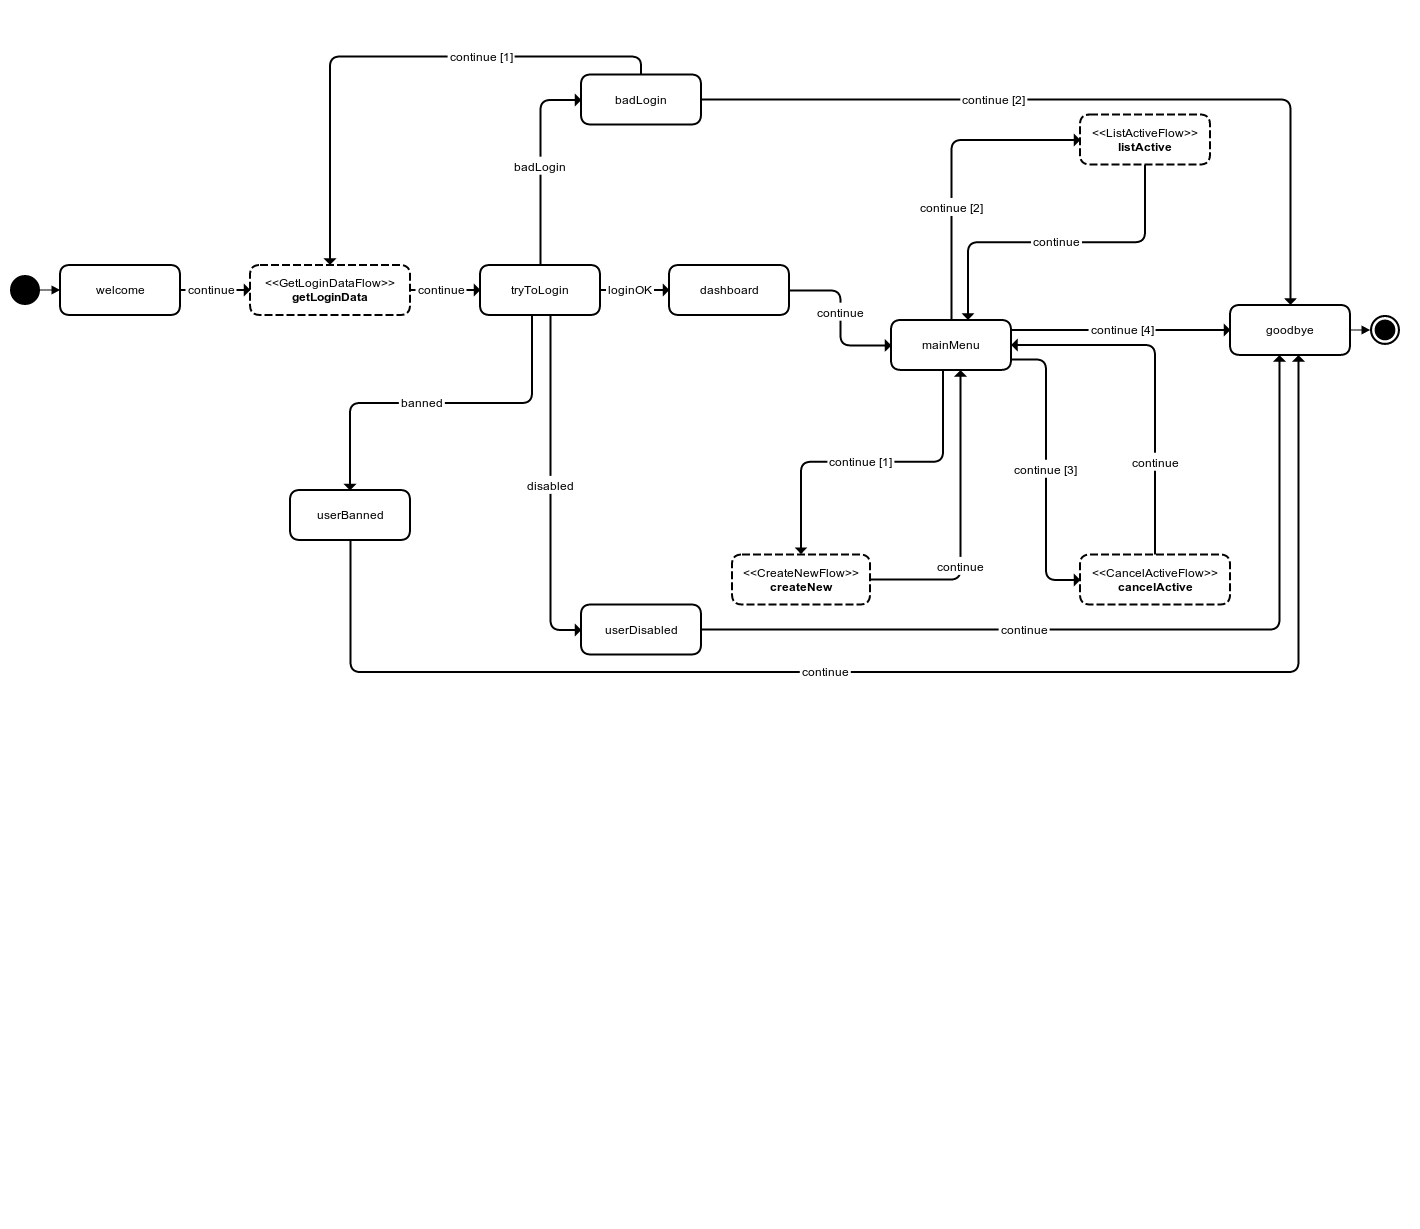 continue [1]
badLogin
continue [2]
<<ListActiveFlow>>
listActive
badLogin
continue [2]
continue
welcome
continue
<<GetLoginDataFlow>>
getLoginData
continue
tryToLogin
loginOK
dashboard
continue
mainMenu
continue [4]
goodbye
banned
continue [1]
continue [3]
continue
disabled
userBanned
continue
<<CreateNewFlow>>
createNew
<<CancelActiveFlow>>
cancelActive
userDisabled
continue
continue